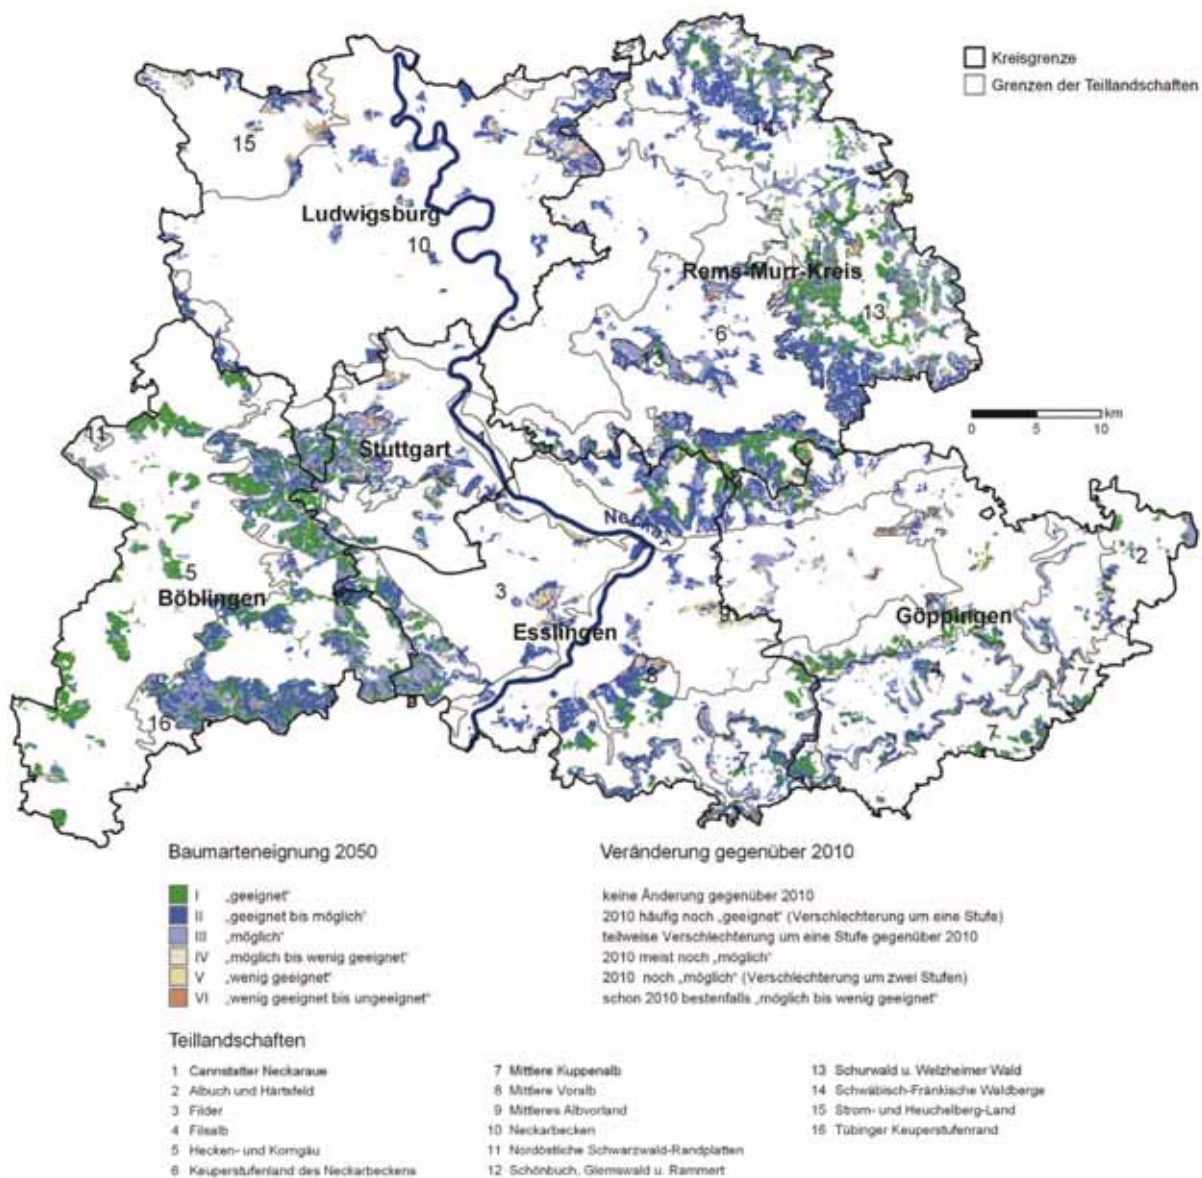 Kreisgrenze
Grenzen der Teillandschaften
15
14
Ludwigsburg
10
Rems-Murr-Kreis
13
6
13
km
0 5 10
11
Stuttgart
Neckar
2
5
Böblingen
3
Esslingen
9
Göppingen
8
4
7
16
7
7
Baumarteneignung 2050
Veränderung gegenüber 2010
I „geeignet“ keine Änderung gegenüber 2010
II „geeignet bis möglich“ 2010 häufig noch „geeignet“ (Verschlechterung um eine Stufe)
III „möglich“ teilweise Verschlechterung um eine Stufe gegenüber 2010
IV „möglich bis wenig geeignet“ 2010 meist noch „möglich“
V „wenig geeignet“ 2010 noch „möglich“ (Verschlechterung um zwei Stufen)
VI „wenig geeignet bis ungeeignet“ schon 2010 bestenfalls „möglich bis wenig geeignet“
Teillandschaften
1 Cannstatter Neckaraue
2 Albuch und Härtsfeld
3 Filder
4 Filsalb
5 Hecken- und Korngäu
6 Keuperstufenland des Neckarbeckens
7 Mittlere Kuppenalb
8 Mittlere Voralb
9 Mittleres Albvorland
10 Neckarbecken
11 Nordöstliche Schwarzwald-Randplatten
12 Schönbuch, Glemswald u. Rammert
13 Schurwald u. Welzheimer Wald
14 Schwäbisch-Fränkische Waldberge
15 Strom- und Heuchelberg-Land
16 Tübinger Keuperstufenrand